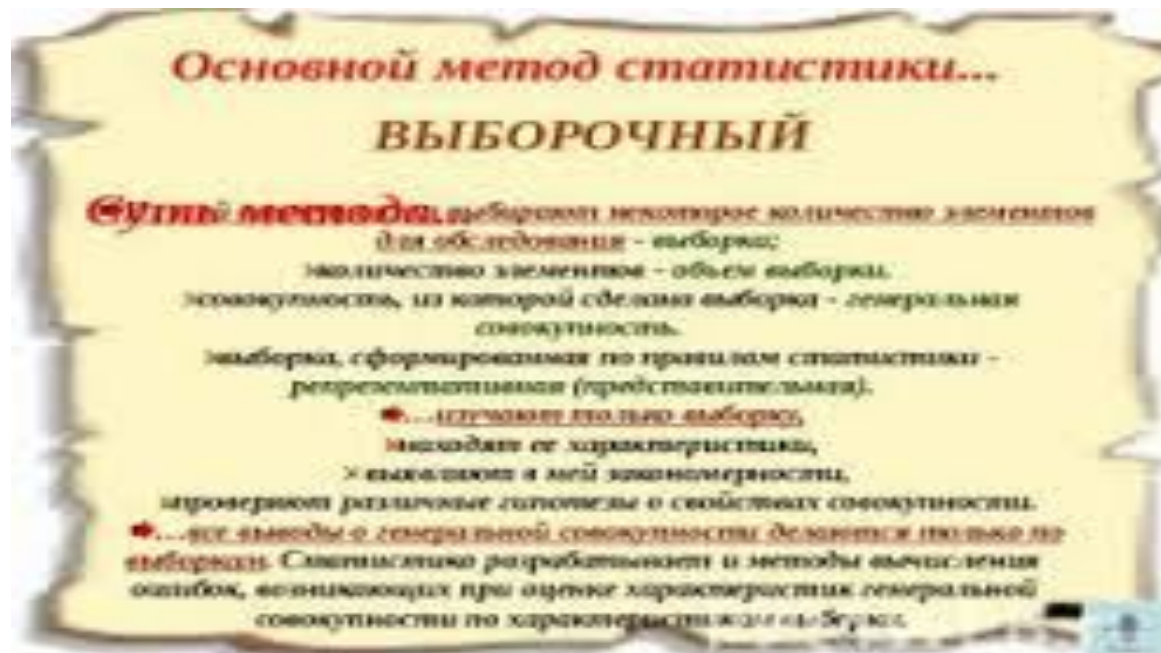 Основной метод статистики...
ВЫБОРОЧНЫЙ
Суть метода...
выбирают некоторое количество элементов
для обследования - выборка;
количество элементов - объем выборки.
совокупность, из которой сделана выборка - генеральная
совокупность.
выборка, сформированная по правилам статистики -
репрезентативная (представительная).
...изучают только выборку,
находят ее характеристики,
выявляют в ней закономерности,
проверяют различные гипотезы о свойствах совокупности.
...все выводы о генеральной совокупности делаются только по
выборкам. Статистика разрабатывает и методы вычисления
ошибок, возникающих при оценке характеристик генеральной
совокупности по характеристикам выборки.